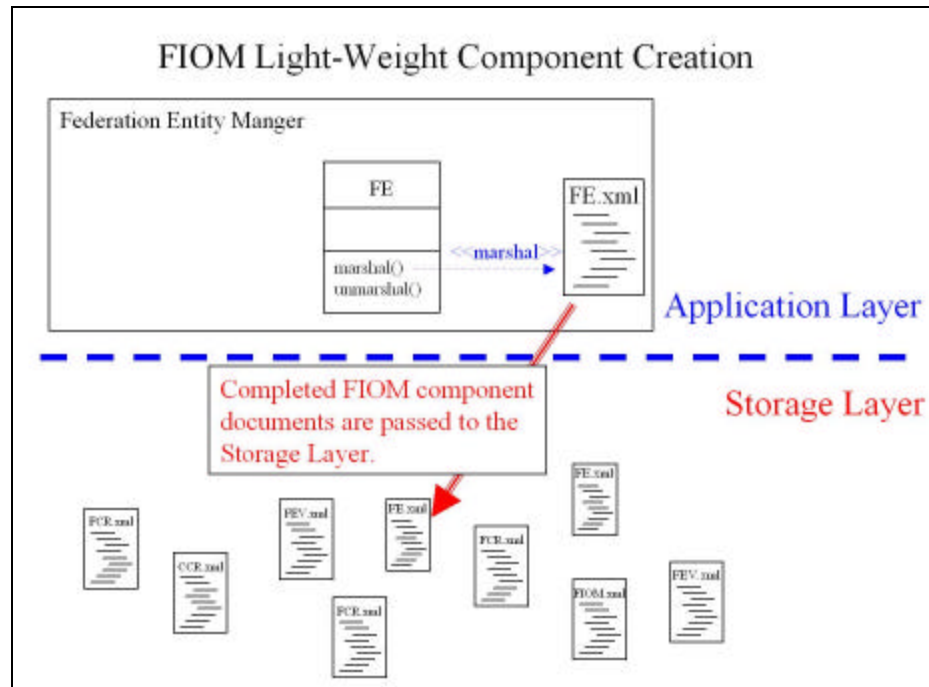 FIOM Light-Weight Component Creation
Federation Entity Manger
FE
marshal()
unmarshal()
<<marshal>>
FE.xml
Application Layer
Completed FIOM component
documents are passed to the
Storage Layer.
Storage Layer
FCR.xml
CCR.xml
FEV.xml
FCR.xml
FE.xml
FCR.xml
FE.xml
FIOM.xml
FEV.xml